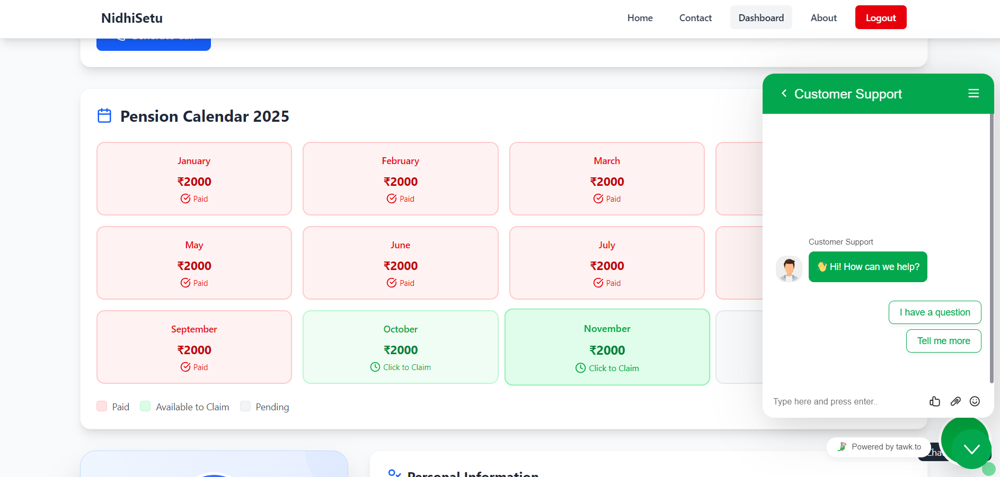 NidhiSetu
Home
Contact
Dashboard
About
Logout
Pension Calendar 2025
January
₹2000
Paid
February
₹2000
Paid
March
₹2000
Paid
May
₹2000
Paid
June
₹2000
Paid
July
₹2000
Paid
September
₹2000
Paid
October
₹2000
Click to Claim
November
₹2000
Click to Claim
Paid
Available to Claim
Pending
Personal Information
Customer Support
Customer Support
👋 Hi! How can we help?
I have a question
Tell me more
Type here and press enter..
Powered by tawk.to